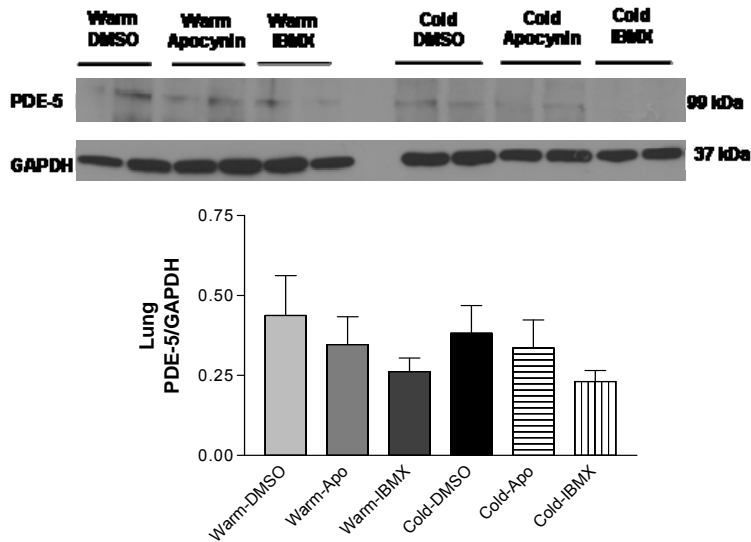 Warm DMSO
Warm Apocynin
Warm IBMX
Cold DMSO
Cold Apocynin
Cold IBMX
PDE-5
99 kDa
GAPDH
37 kDa
Lung
PDE-5/GAPDH
0.75
0.50
0.25
0.00
Warm-DMSO
Warm-Apo
Warm-IBMX
Cold-DMSO
Cold-Apo
Cold-IBMX